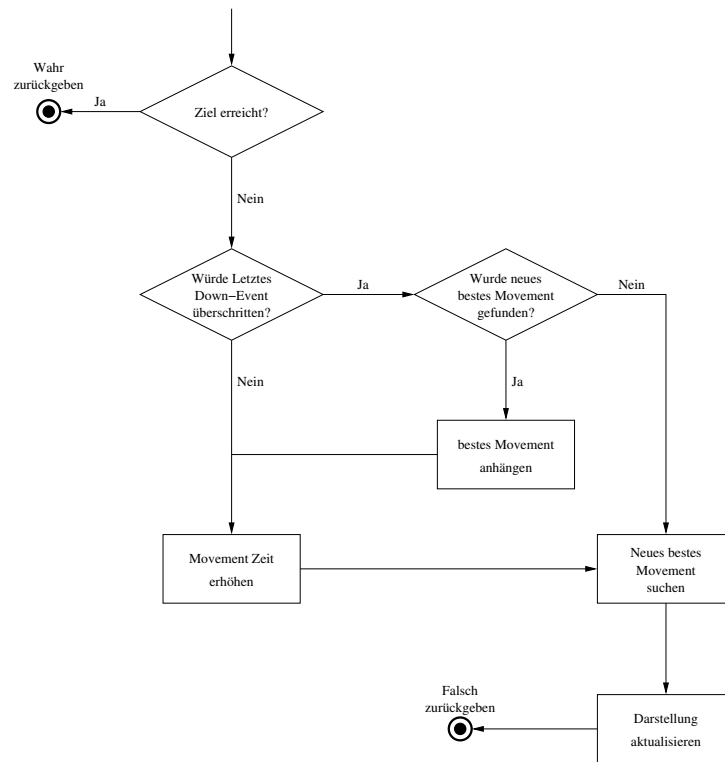 Wahr
zurückgeben
Ja
Ziel erreicht?
Nein
Würde Letztes
Down−Event
überschritten?
Ja
Wurde neues
bestes Movement
gefunden?
Nein
Nein
Ja
bestes Movement
anhängen
Movement Zeit
erhöhen
Neues bestes
Movement
suchen
Falsch
zurückgeben
Darstellung
aktualisieren